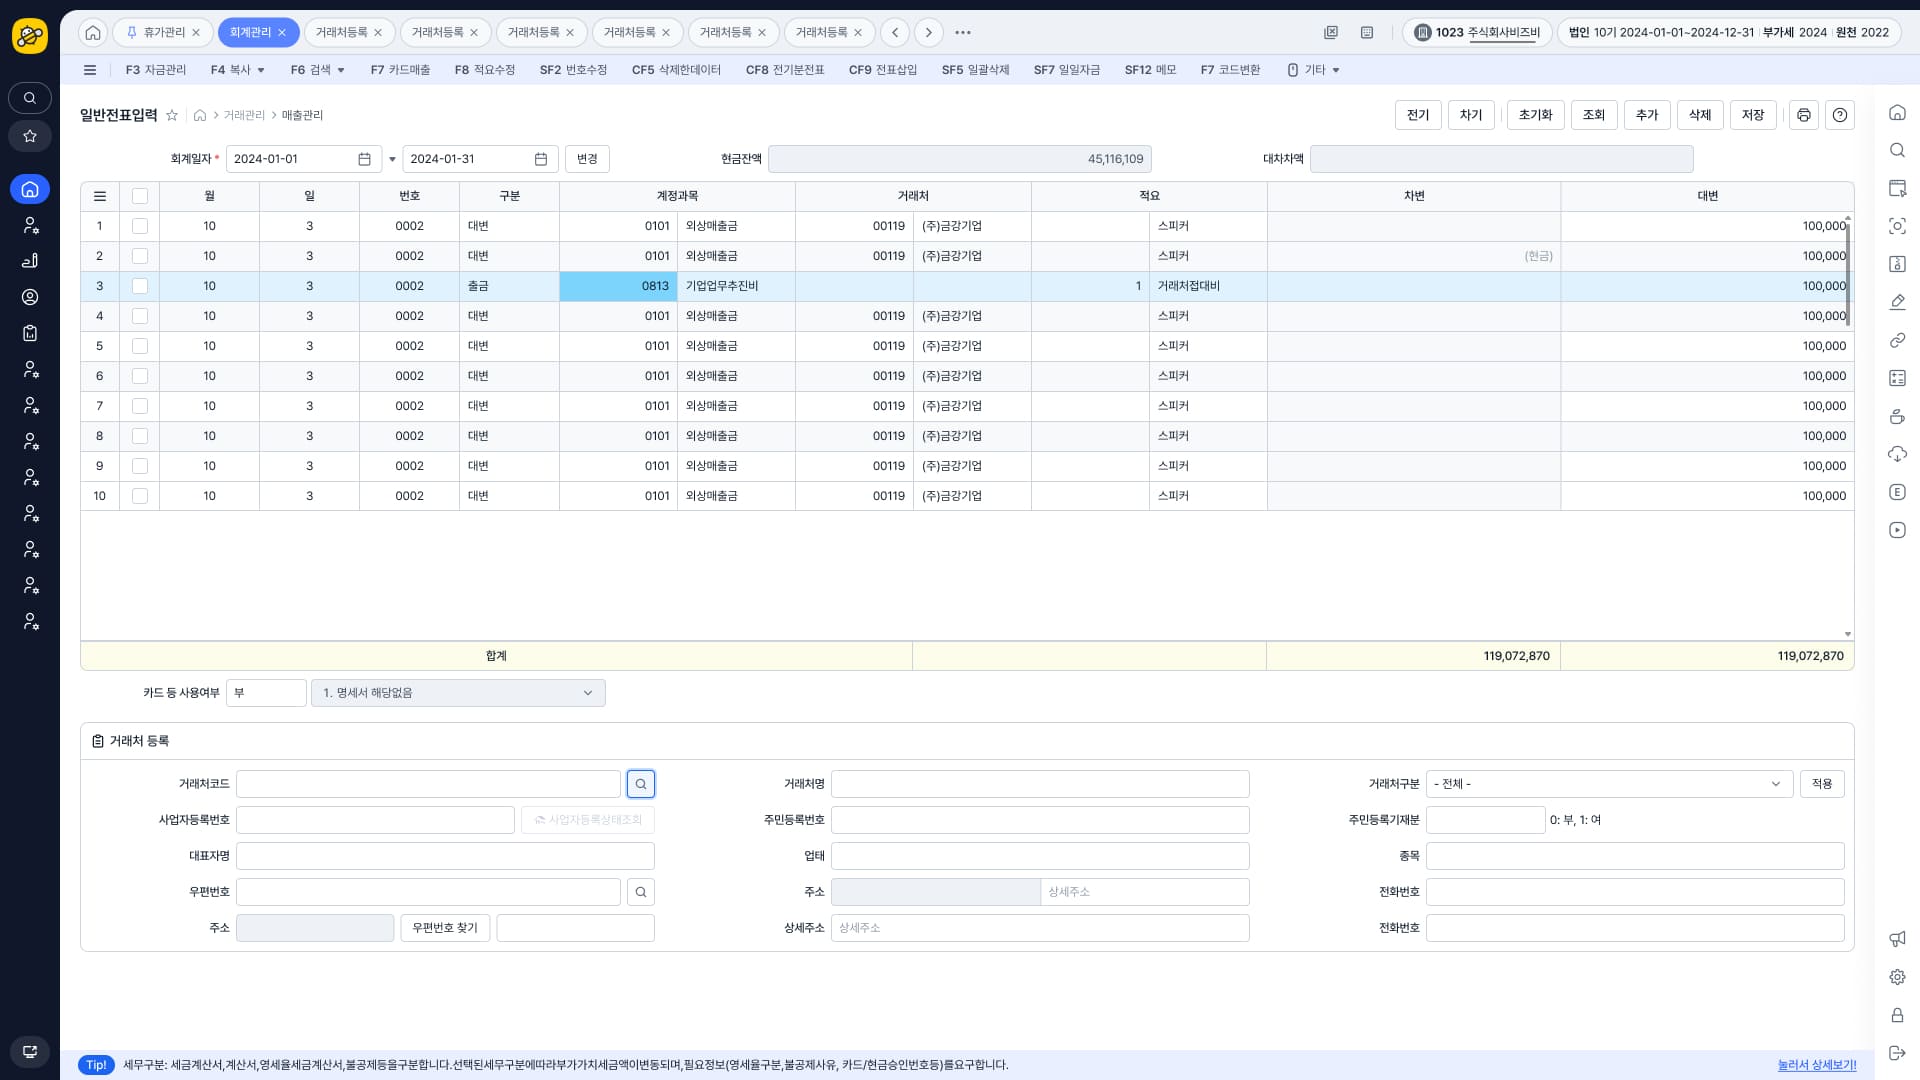 휴가관리
회계관리
거래처등록
거래처등록
거래처등록
거래처등록
거래처등록
거래처등록
1023 주식회사비즈비
법인 10기 2024-01-01~2024-12-31 부가세 2024 원천 2022
F3 자금관리 F4 복사 F6 검색 F7 카드매출 F8 적요수정 SF2 번호수정 CF5 삭제한데이터 CF8 전기분전표 CF9 전표삽입 SF5 일괄삭제 SF7 일일자금 SF12 메모 F7 코드변환 기타
일반전표입력 거래관리 매출관리
전기 차기 초기화 조회 추가 삭제 저장
회계일자* 2024-01-01 2024-01-31 변경 현금잔액 45,116,109 대차차액
월 일 번호 구분 계정과목 거래처 적요 차변 대변
1 10 3 0002 대변 0101 외상매출금 00119 (주)금강기업 스피커 100,000
2 10 3 0002 대변 0101 외상매출금 00119 (주)금강기업 스피커 (현금) 100,000
3 10 3 0002 출금 0813 기업업무추진비 1 거래처접대비 100,000
4 10 3 0002 대변 0101 외상매출금 00119 (주)금강기업 스피커 100,000
5 10 3 0002 대변 0101 외상매출금 00119 (주)금강기업 스피커 100,000
6 10 3 0002 대변 0101 외상매출금 00119 (주)금강기업 스피커 100,000
7 10 3 0002 대변 0101 외상매출금 00119 (주)금강기업 스피커 100,000
8 10 3 0002 대변 0101 외상매출금 00119 (주)금강기업 스피커 100,000
9 10 3 0002 대변 0101 외상매출금 00119 (주)금강기업 스피커 100,000
10 10 3 0002 대변 0101 외상매출금 00119 (주)금강기업 스피커 100,000
합계 119,072,870 119,072,870
카드 등 사용여부 부 1. 명세서 해당없음
거래처 등록
거래처코드 거래처명 거래처구분 - 전체 - 적용
사업자등록번호 사업자등록상태조회 주민등록번호 주민등록기재분 0: 부, 1: 여
대표자명 업태 종목
우편번호 주소 상세주소 전화번호
주소 우편번호 찾기 상세주소 상세주소 전화번호
Tip! 세무구분: 세금계산서,계산서,영세율세금계산서,불공제등을구분합니다.선택된세무구분에따라부가가치세금액이변동되며,필요정보(영세율구분,불공제사유, 카드/현금승인번호등)를요구합니다. 눌러서 상세보기!